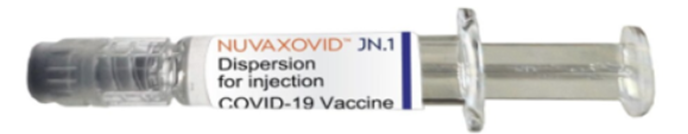 NUVAXOVID™ JN.1
Dispersion
for injection
COVID-19 Vaccine